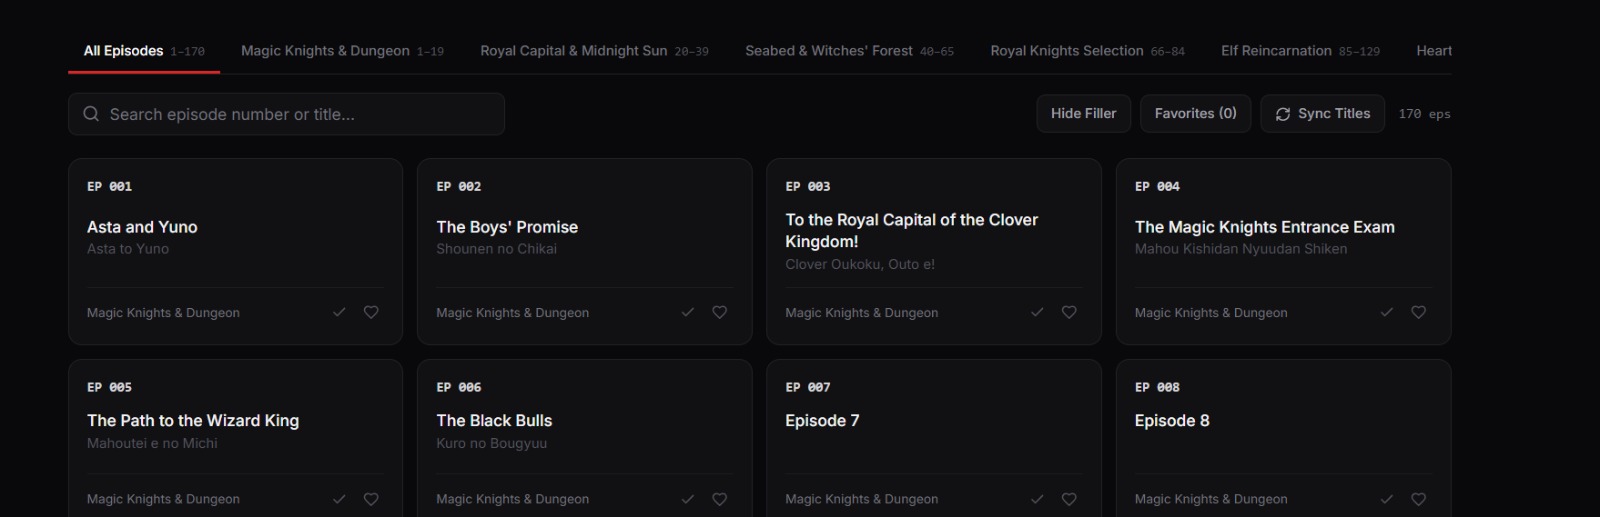 All Episodes 1–170 Magic Knights & Dungeon 1–19 Royal Capital & Midnight Sun 20–39 Seabed & Witches' Forest 40–65 Royal Knights Selection 66–84 Elf Reincarnation 85–129 Heart
Search episode number or title...
Hide Filler Favorites (0) Sync Titles 170 eps
EP 001
Asta and Yuno
Asta to Yuno
Magic Knights & Dungeon
EP 002
The Boys' Promise
Shounen no Chikai
Magic Knights & Dungeon
EP 003
To the Royal Capital of the Clover
Kingdom!
Clover Oukoku, Outo e!
Magic Knights & Dungeon
EP 004
The Magic Knights Entrance Exam
Mahou Kishidan Nyuudan Shiken
Magic Knights & Dungeon
EP 005
The Path to the Wizard King
Mahoutei e no Michi
Magic Knights & Dungeon
EP 006
The Black Bulls
Kuro no Bougyuu
Magic Knights & Dungeon
EP 007
Episode 7
Magic Knights & Dungeon
EP 008
Episode 8
Magic Knights & Dungeon